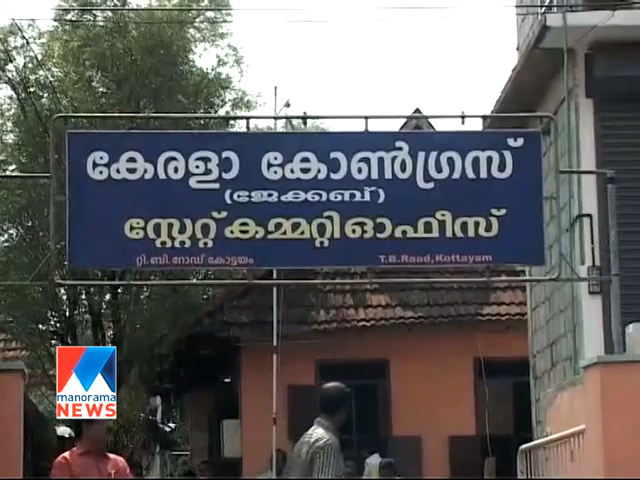 കേരളാ കോൺഗ്രസ്
(ജേക്കബ്)
സ്റ്റേറ്റ് കമ്മറ്റി ഓഫീസ്
റ്റി.ബി.റോഡ് കോട്ടയം T.B.Road, Kottayam
manorama
NEWS